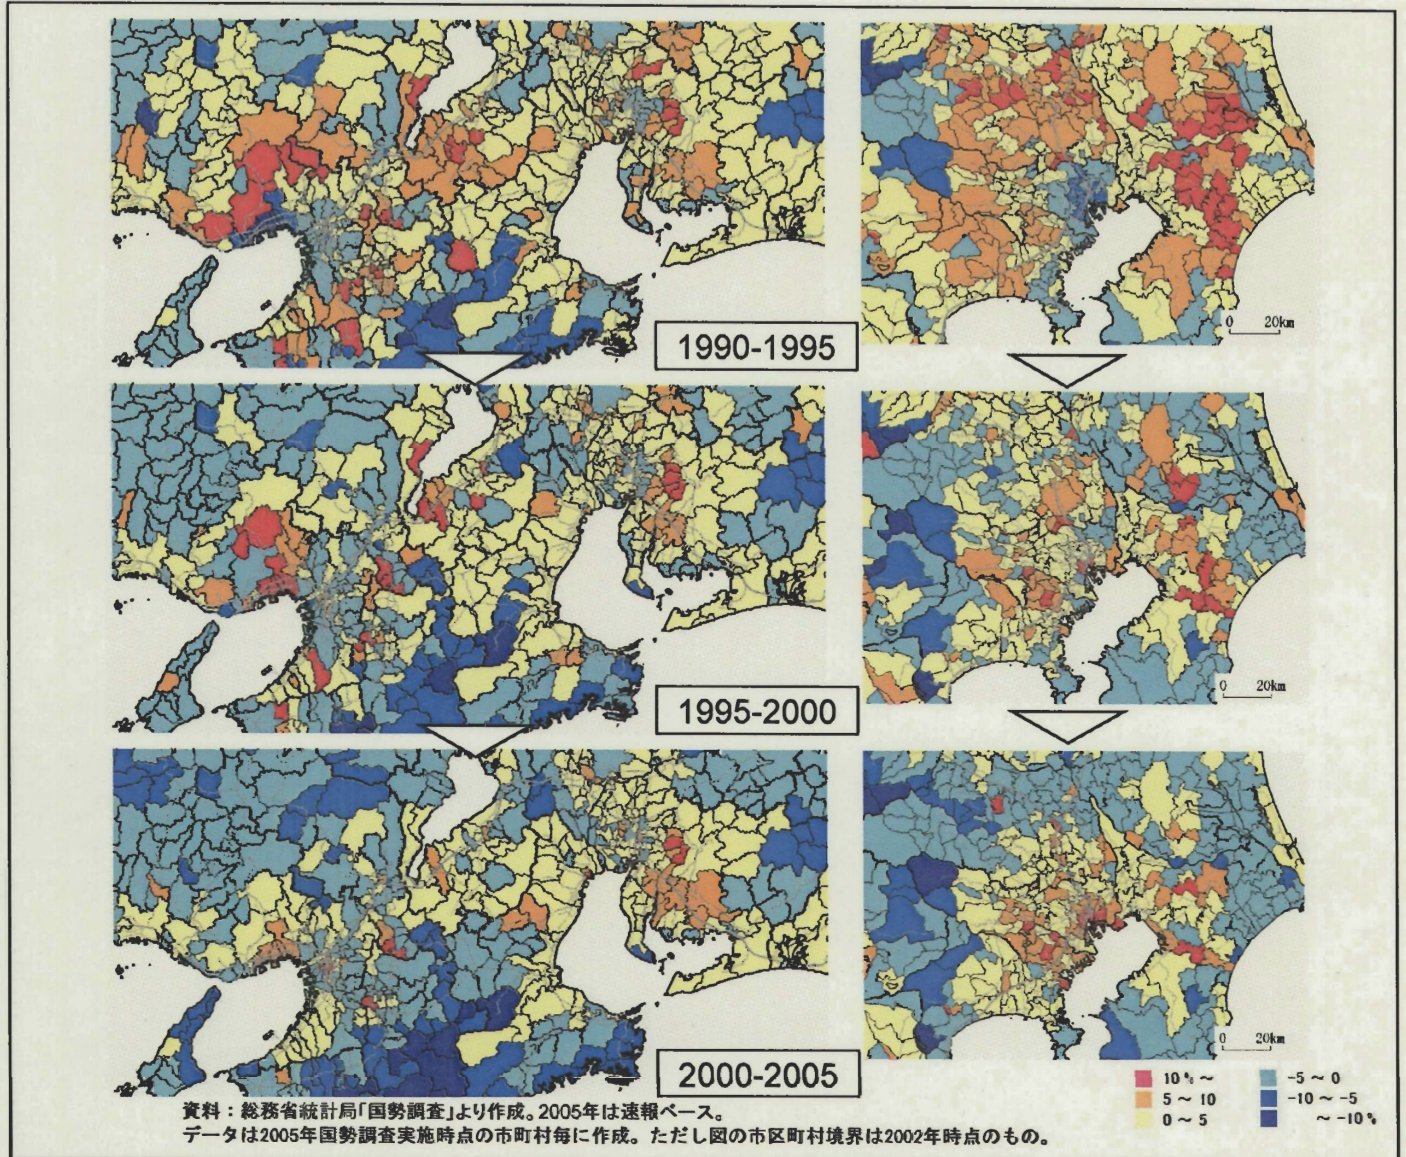 1990-1995
0 20km
1995-2000
0 20km
2000-2005
0 20km
10%~
5~10
0~5
-5~0
-10~-5
~-10%
資料:総務省統計局「国勢調査」より作成。2005年は速報ベース。
データは2005年国勢調査実施時点の市町村毎に作成。ただし図の市区町村境界は2002年時点のもの。